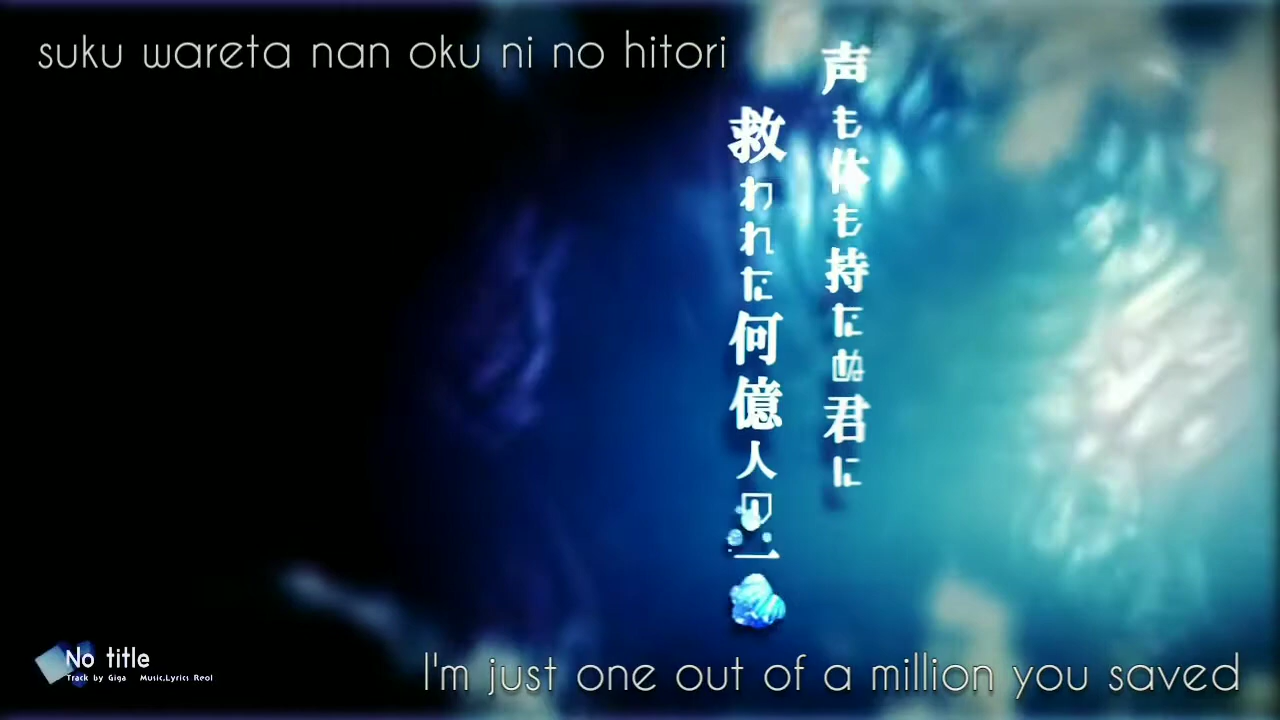 suku wareta nan oku ni no hitori
声も体も持たぬ君に
救われた何億人の一
No title
Track by Giga Music,Lyrics Reol
I'm just one out of a million you saved